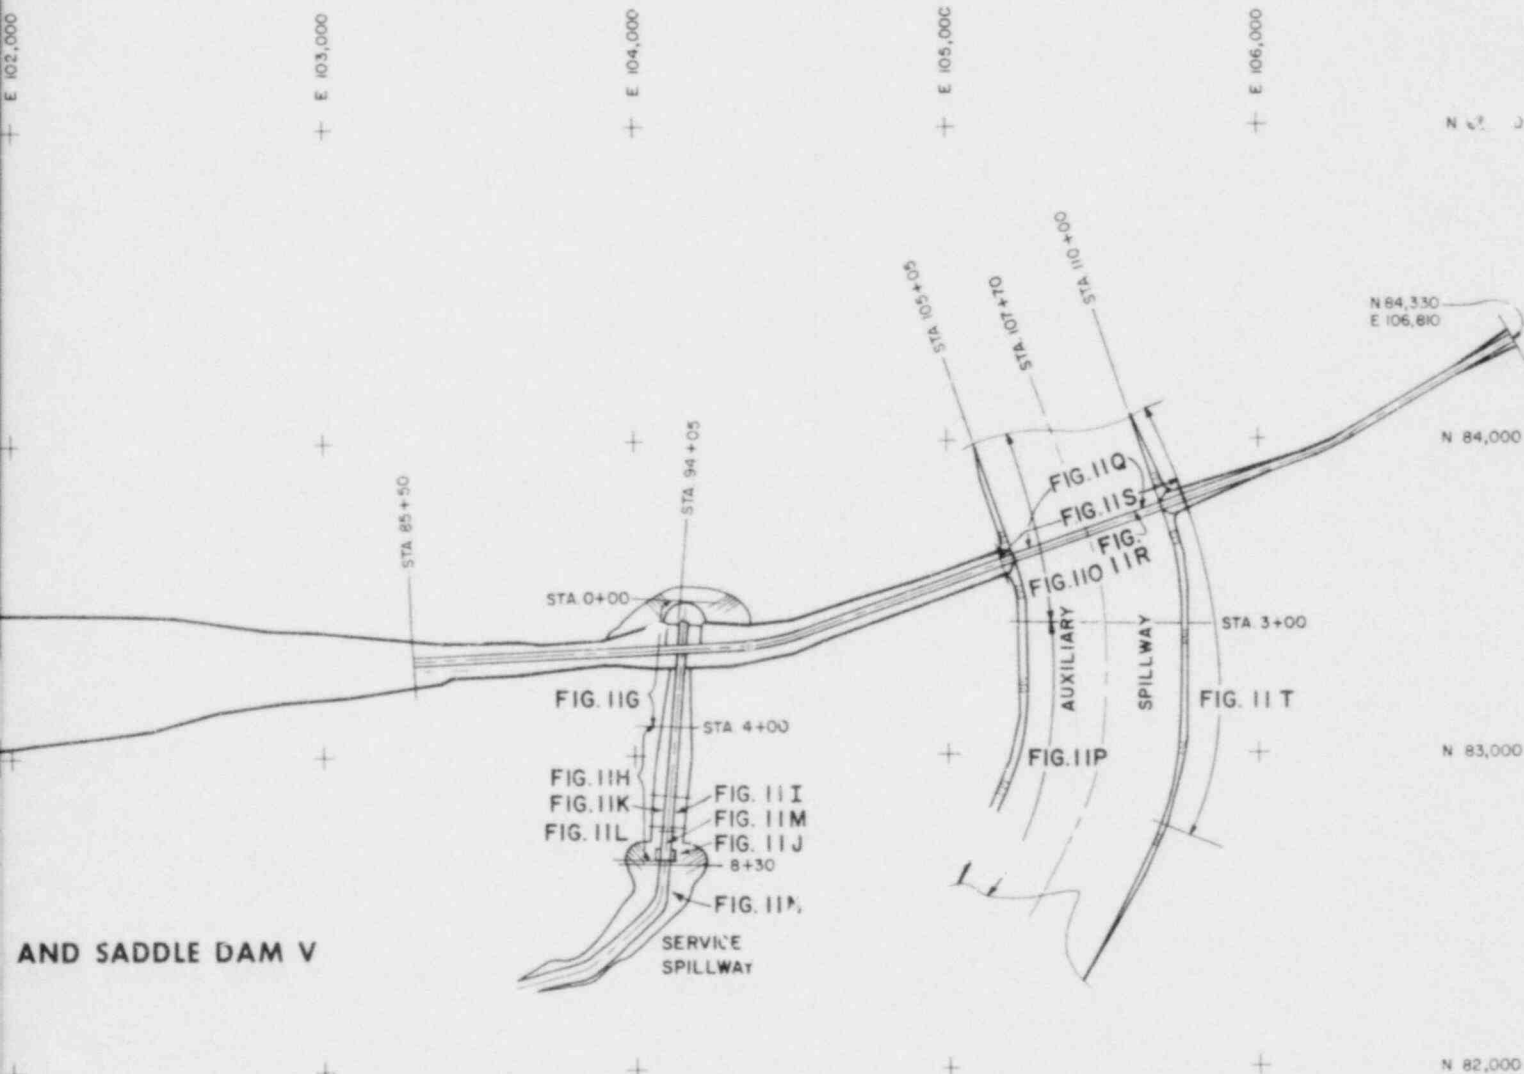 E 102,000
E 103,000
E 104,000
E 105,000
E 106,000
N
STA. 105+05
STA. 107+70
STA. 110+00
N 84,330
E 106,810
STA. 85+50
STA. 94+05
N 84,000
FIG. 11Q
FIG. 11S
FIG. 11R
FIG. 11O
STA. 0+00
AUXILIARY
SPILLWAY
STA. 3+00
FIG. 11G
FIG. 11T
STA. 4+00
N 83,000
FIG. 11P
FIG. 11H
FIG. 11I
FIG. 11K
FIG. 11M
FIG. 11L
FIG. 11J
8+30
FIG. 11N
AND SADDLE DAM V
SERVICE
SPILLWAY
N 82,000